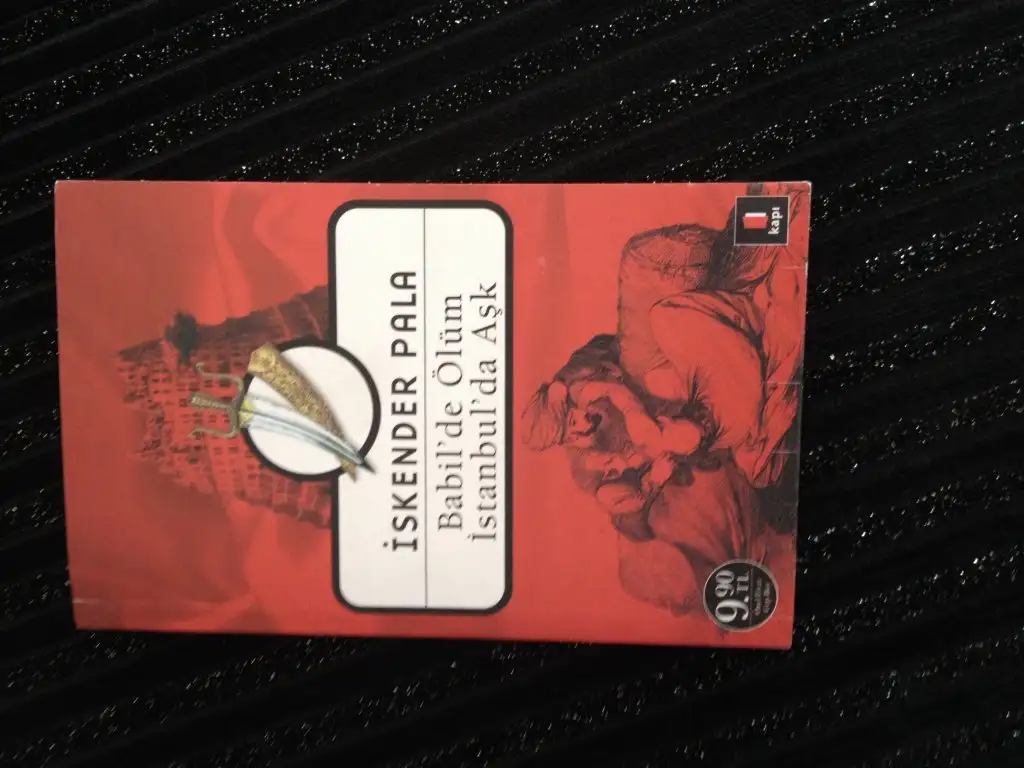 İSKENDER PALA
Babil'de Ölüm
İstanbul'da Aşk
9.90
TL
kapı